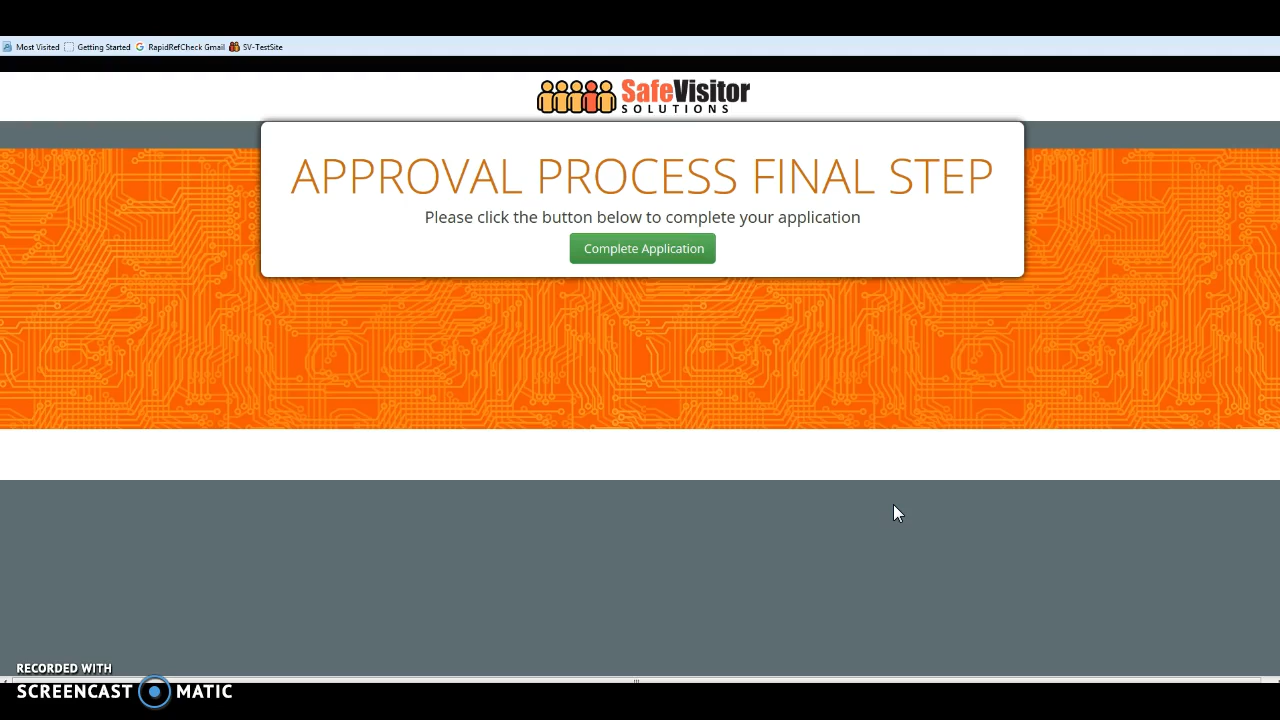 Most Visited Getting Started RapidRefCheck Gmail SV-TestSite
SafeVisitor
SOLUTIONS
APPROVAL PROCESS FINAL STEP
Please click the button below to complete your application
Complete Application
RECORDED WITH
SCREENCAST MATIC